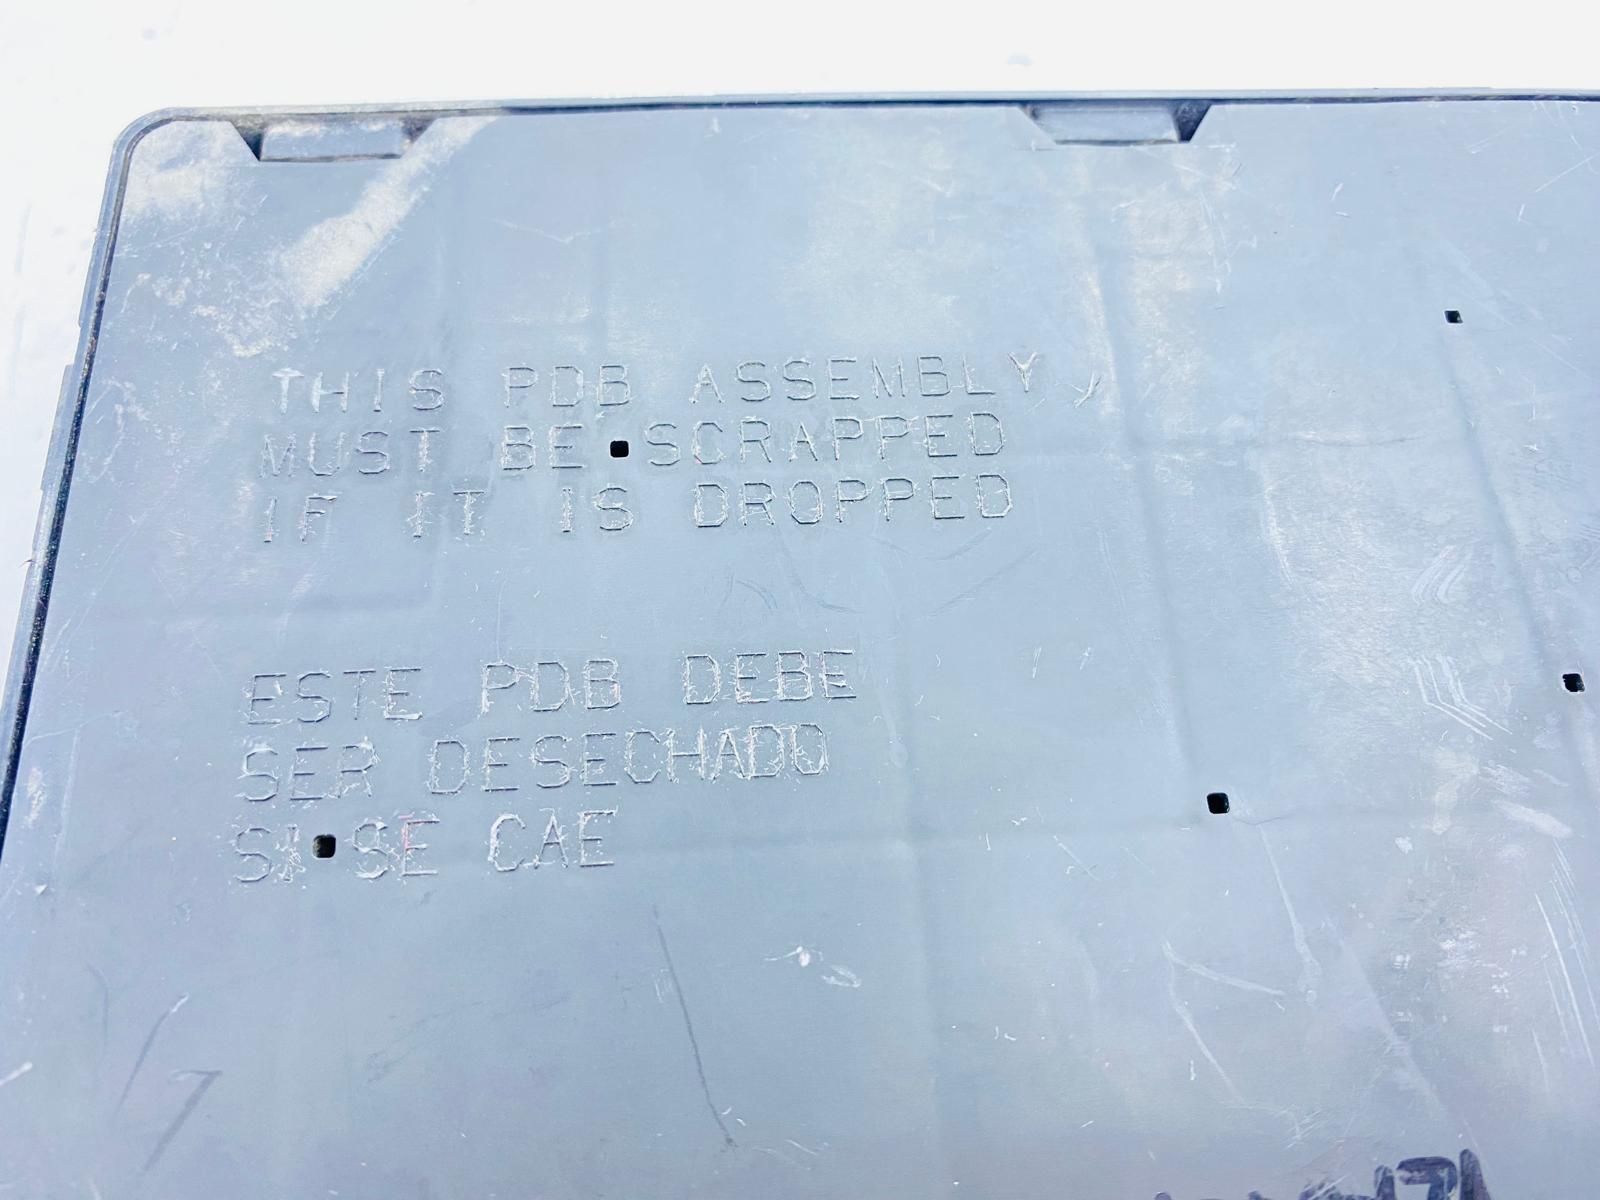 THIS PDB ASSEMBLY
MUST BE SCRAPPED
IF IT IS DROPPED
ESTE PDB DEBE
SER DESECHADO
SI SE CAE